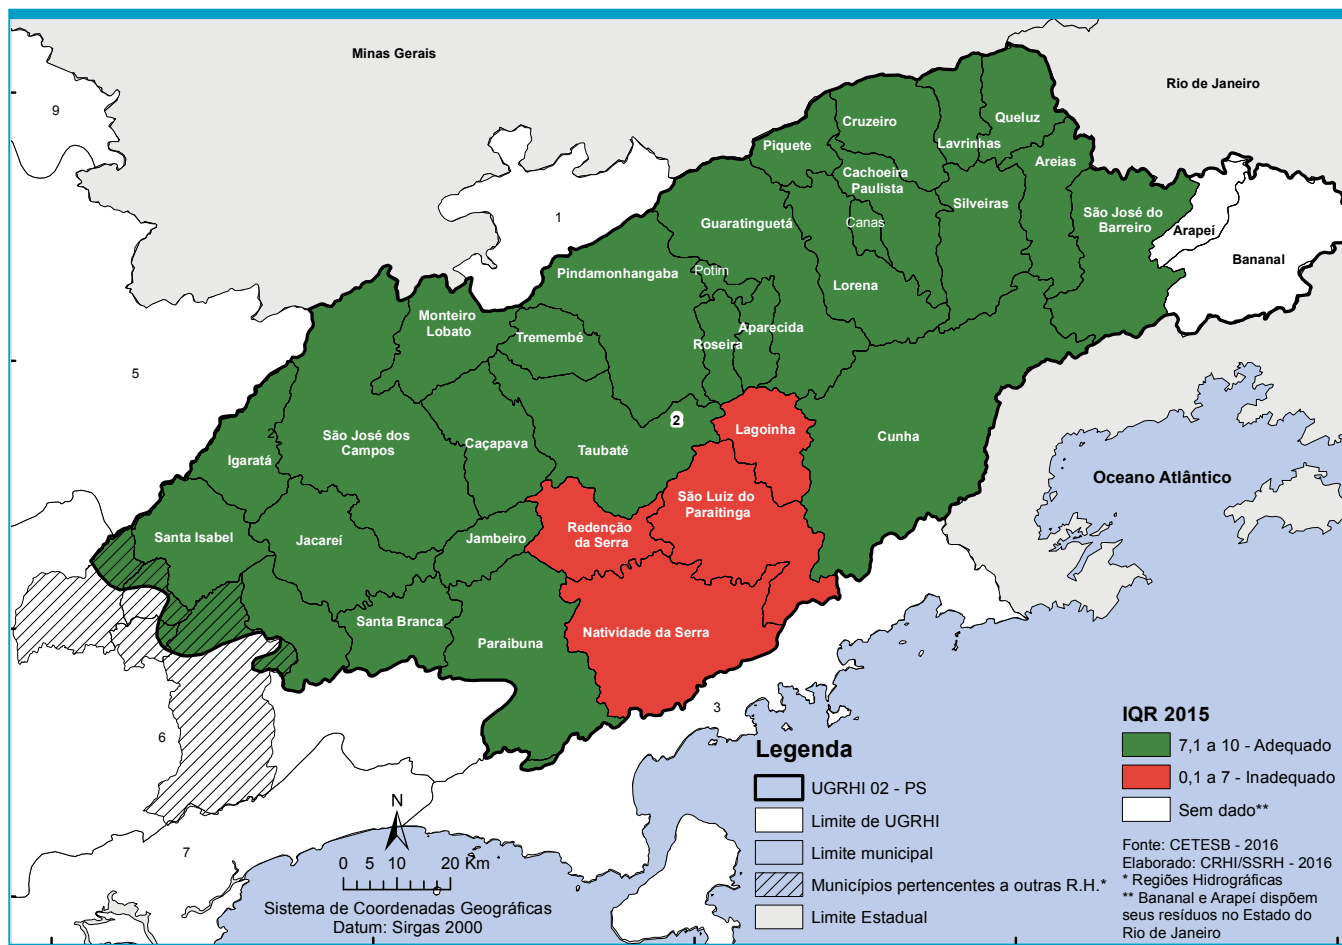 Minas Gerais
Rio de Janeiro
9
Queluz
Cruzeiro
Lavrinhas
Piquete
Areias
Cachoeira
Paulista
Silveiras
São José do
Barreiro
1
Guaratinguetá
Canas
Arapeí
Bananal
Potim
Pindamonhangaba
Lorena
Monteiro
Lobato
Tremembé
Aparecida
Roseira
5
2
Lagoinha
2
São José dos
Campos
Caçapava
Taubaté
Cunha
Igaratá
Oceano Atlântico
São Luiz do
Paraitinga
Redenção
da Serra
Santa Isabel
Jacareí
Jambeiro
Santa Branca
Paraibuna
Natividade da Serra
3
6
7
N
0 5 10 20 Km
Sistema de Coordenadas Geográficas
Datum: Sirgas 2000
Legenda
UGRHI 02 - PS
Limite de UGRHI
Limite municipal
Municípios pertencentes a outras R.H.*
Limite Estadual
IQR 2015
7,1 a 10 - Adequado
0,1 a 7 - Inadequado
Sem dado**
Fonte: CETESB - 2016
Elaborado: CRHI/SSRH - 2016
* Regiões Hidrográficas
** Bananal e Arapeí dispõem
seus resíduos no Estado do
Rio de Janeiro